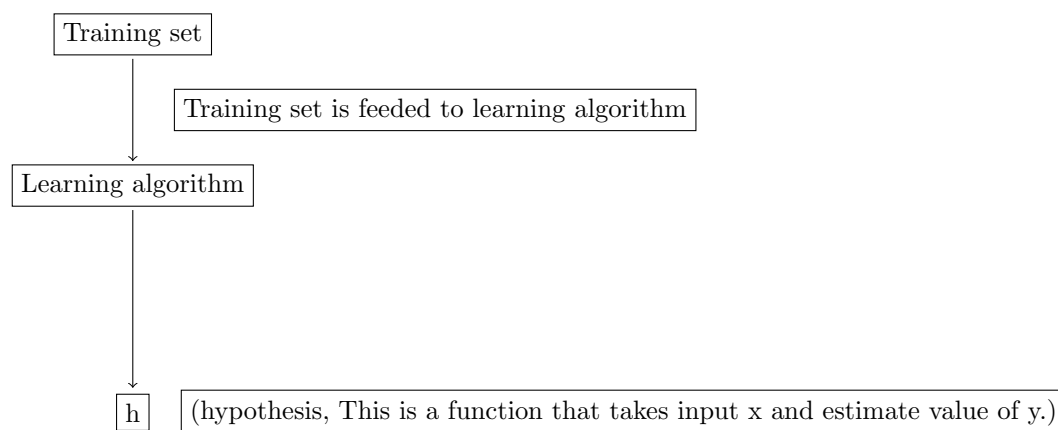 Training set
Training set is feeded to learning algorithm
Learning algorithm
h
(hypothesis, This is a function that takes input x and estimate value of y.)